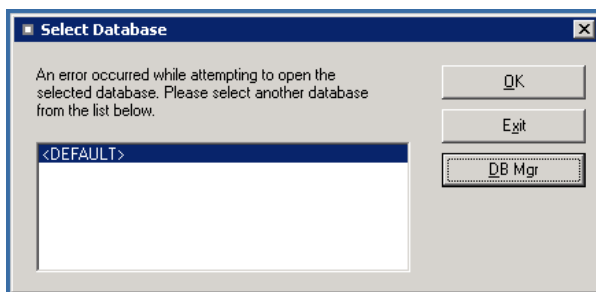 Select Database
An error occurred while attempting to open the
selected database. Please select another database
from the list below.
OK
Exit
<DEFAULT>
DB Mgr